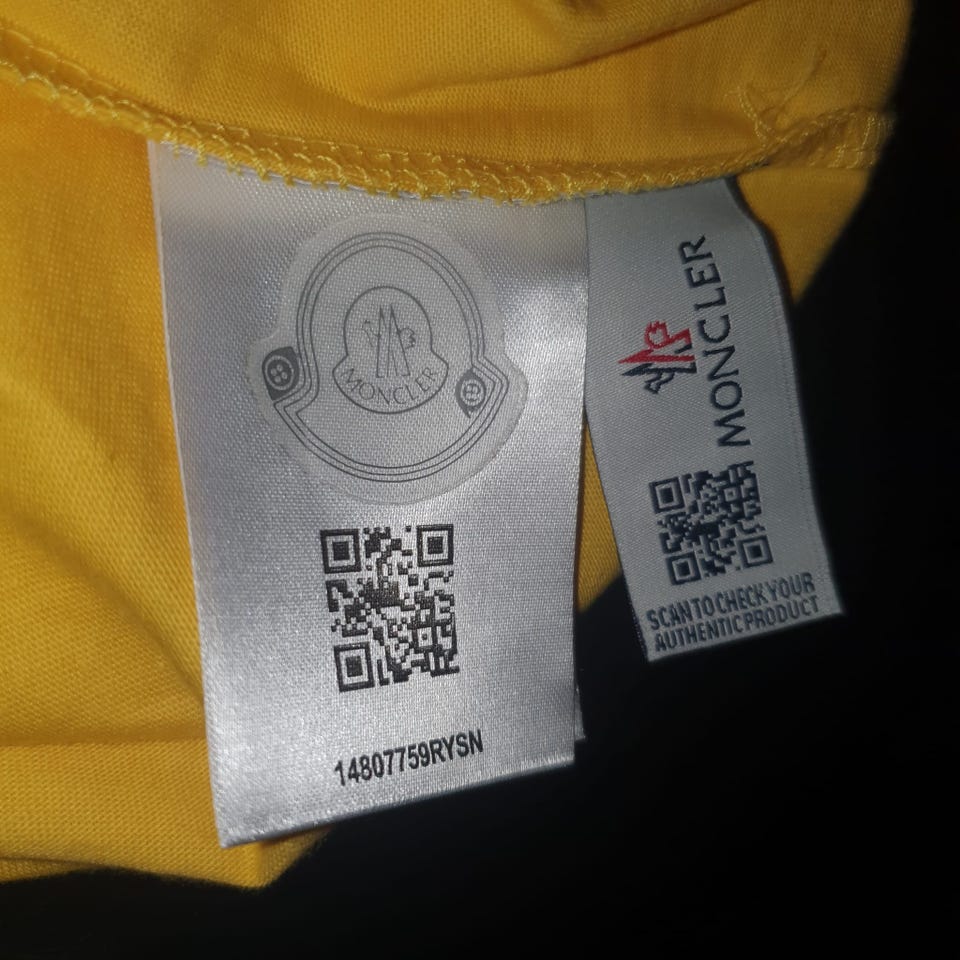 MONCLER
14807759RYSN
MONCLER
SCAN TO CHECK YOUR
AUTHENTIC PRODUCT